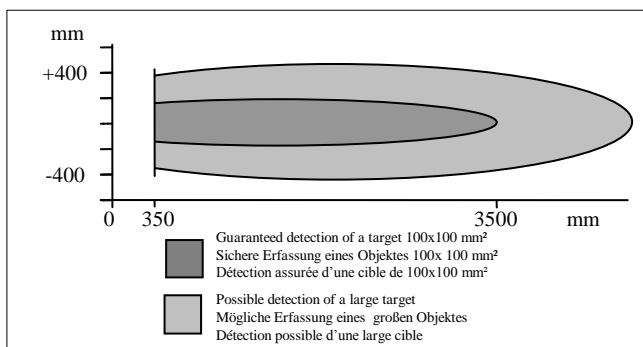 mm
+400
-400
0 350 3500 mm
Guaranteed detection of a target 100x100 mm²
Sichere Erfassung eines Objektes 100x 100 mm²
Détection assurée d’une cible de 100x100 mm²
Possible detection of a large target
Mögliche Erfassung eines großen Objektes
Détection possible d’une large cible